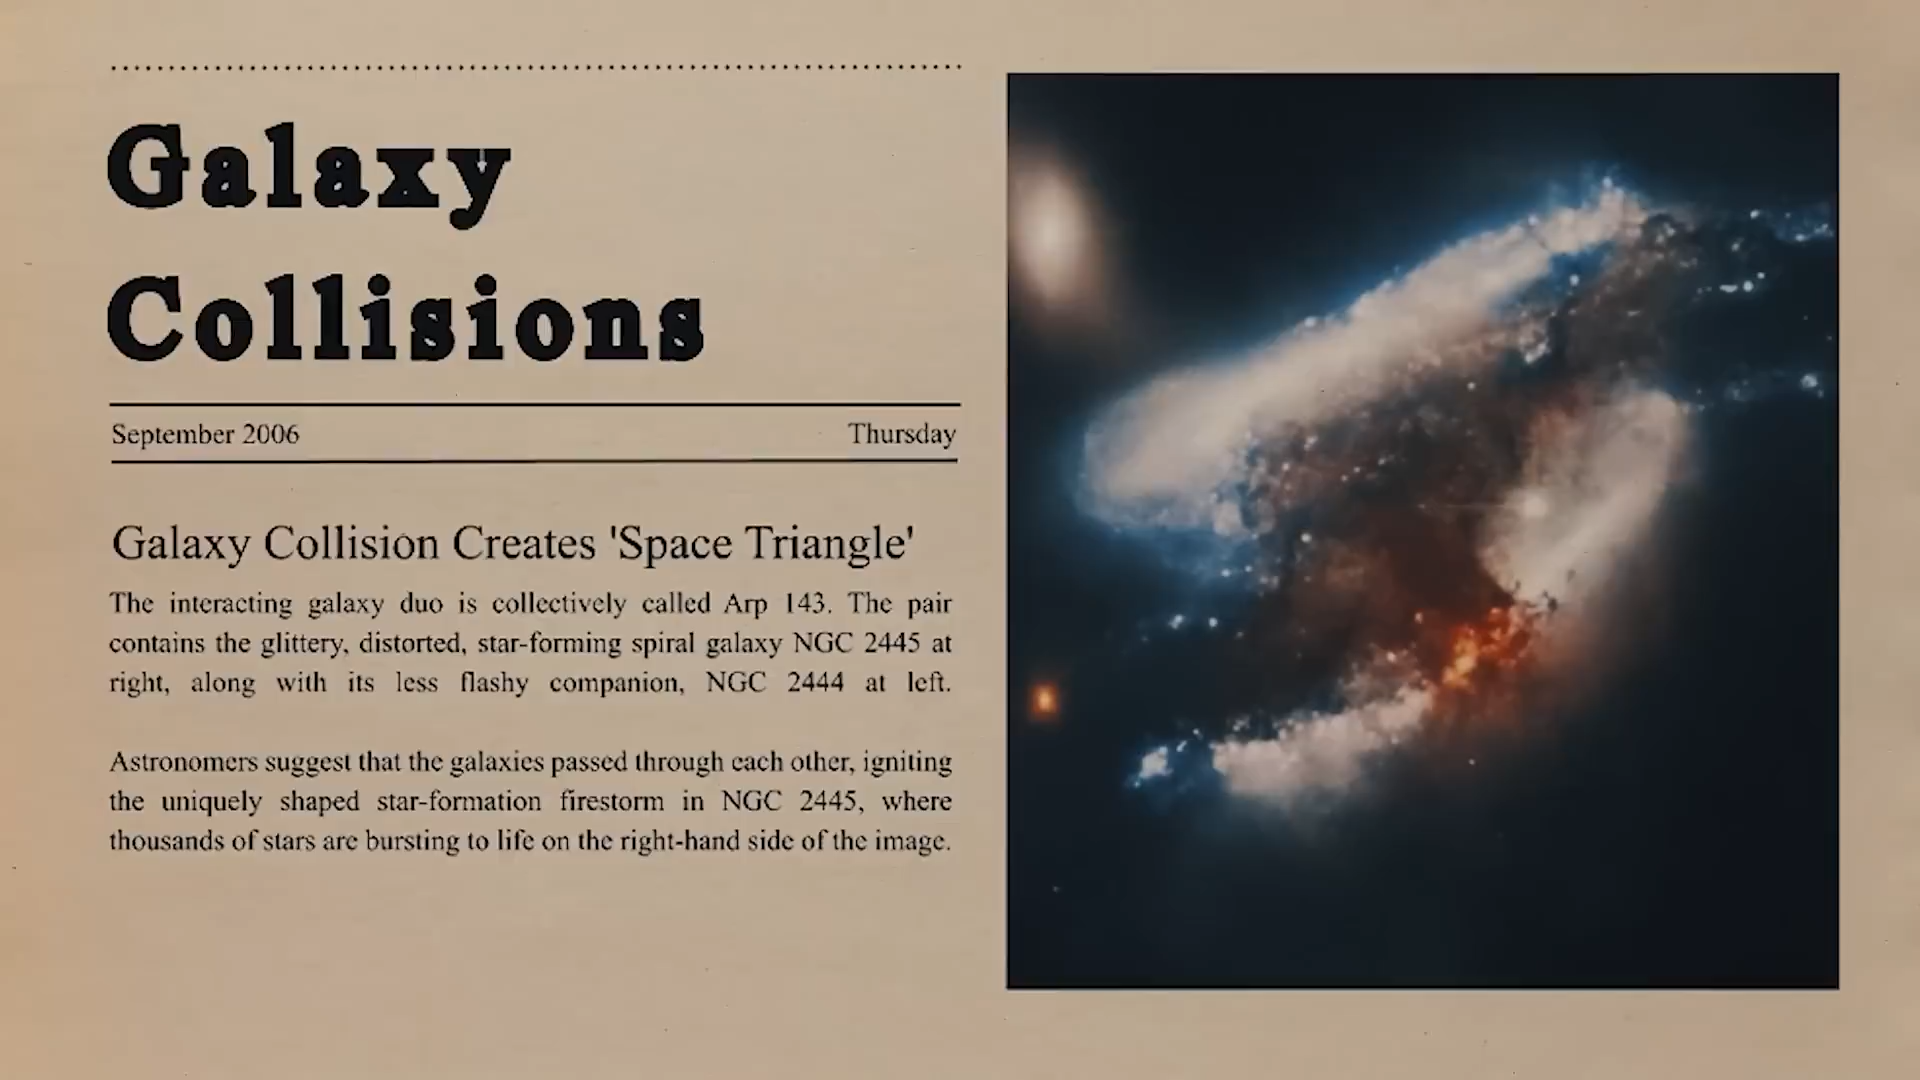 Galaxy
Collisions
September 2006 Thursday
Galaxy Collision Creates 'Space Triangle'
The interacting galaxy duo is collectively called Arp 143. The pair
contains the glittery, distorted, star-forming spiral galaxy NGC 2445 at
right, along with its less flashy companion, NGC 2444 at left.
Astronomers suggest that the galaxies passed through each other, igniting
the uniquely shaped star-formation firestorm in NGC 2445, where
thousands of stars are bursting to life on the right-hand side of the image.